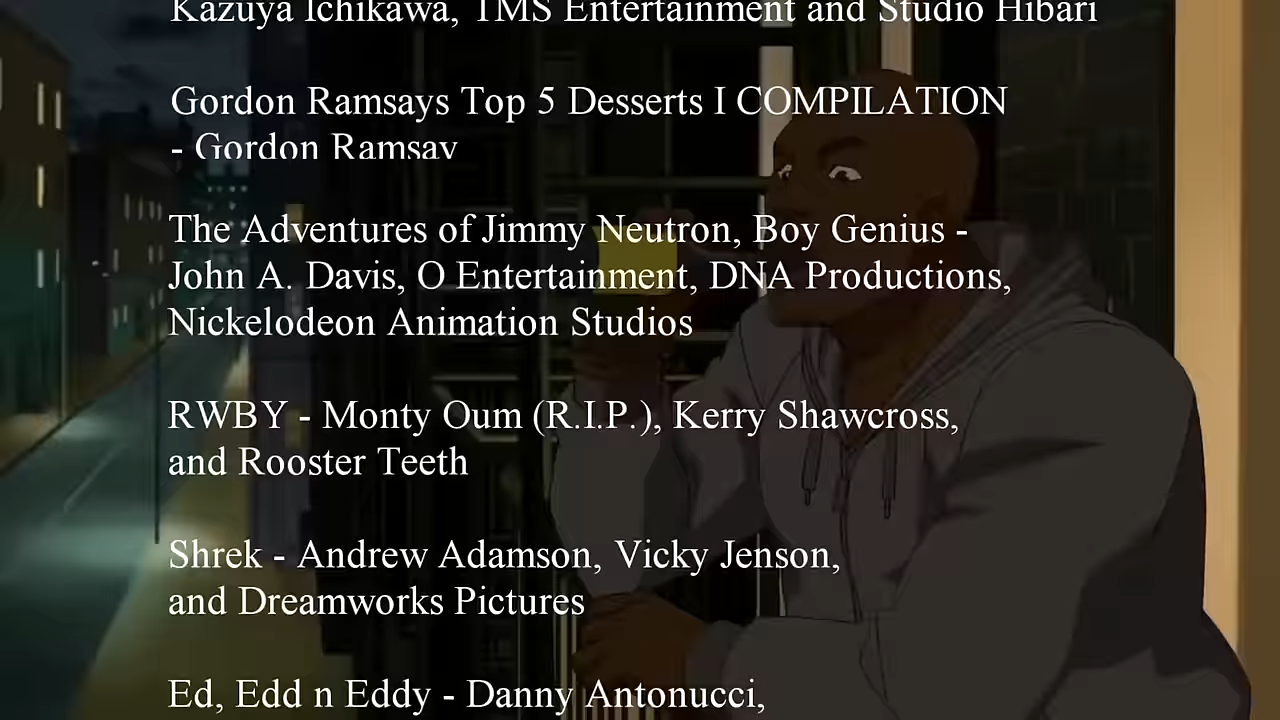 Kazuya Ichikawa, TMS Entertainment and Studio Hibari
Gordon Ramsays Top 5 Desserts I COMPILATION
- Gordon Ramsay
The Adventures of Jimmy Neutron, Boy Genius -
John A. Davis, O Entertainment, DNA Productions,
Nickelodeon Animation Studios
RWBY - Monty Oum (R.I.P.), Kerry Shawcross,
and Rooster Teeth
Shrek - Andrew Adamson, Vicky Jenson,
and Dreamworks Pictures
Ed, Edd n Eddy - Danny Antonucci,